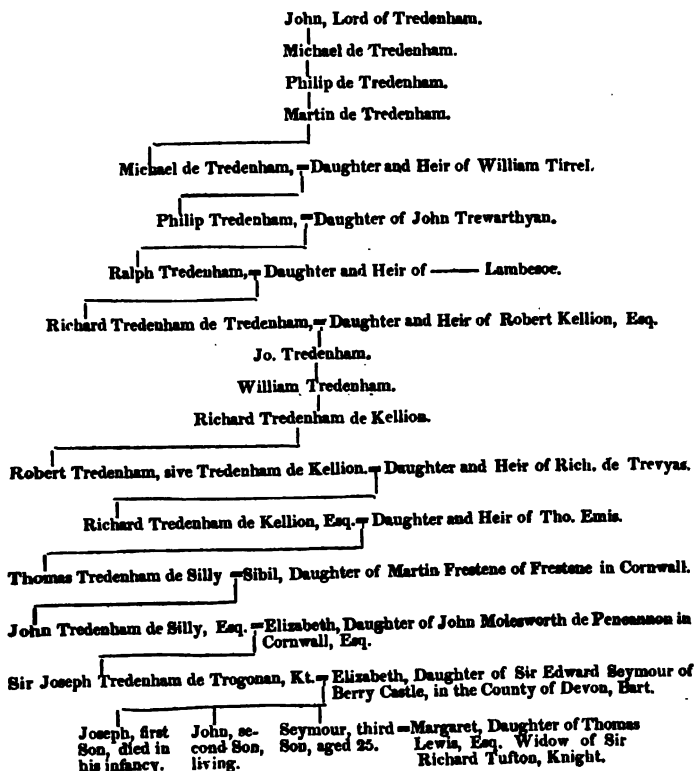 John, Lord of Tredenham.
Michael de Tredenham.
Philip de Tredenham.
Martin de Tredenham.
Michael de Tredenham, = Daughter and Heir of William Tirrel.
Philip Tredenham, = Daughter of John Trewarthyan.
Ralph Tredenham, = Daughter and Heir of —— Lambesoe.
Richard Tredenham de Tredenham, = Daughter and Heir of Robert Kellion, Esq.
Jo. Tredenham.
William Tredenham.
Richard Tredenham de Kellion.
Robert Tredenham, sive Tredenham de Kellion. = Daughter and Heir of Rich. de Trevyas.
Richard Tredenham de Kellion, Esq. = Daughter and Heir of Tho. Emis.
Thomas Tredenham de Silly = Sibil, Daughter of Martin Frestene of Frestene in Cornwall.
John Tredenham de Silly, Esq. = Elizabeth, Daughter of John Molesworth de Pencannon in
Cornwall, Esq.
Sir Joseph Tredenham de Trogonan, Kt. = Elizabeth, Daughter of Sir Edward Seymour of
Berry Castle, in the County of Devon, Bart.
Joseph, first
Son, died in
his infancy.
John, se-
cond Son,
living.
Seymour, third = Margaret, Daughter of Thomas
Son, aged 25. Lewis, Esq. Widow of Sir
Richard Tufton, Knight.